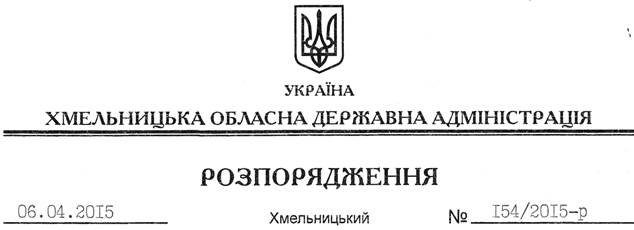 УКРАЇНА
ХМЕЛЬНИЦЬКА ОБЛАСНА ДЕРЖАВНА АДМІНІСТРАЦІЯ
РОЗПОРЯДЖЕННЯ
06.04.2015 Хмельницький № 154/2015-р